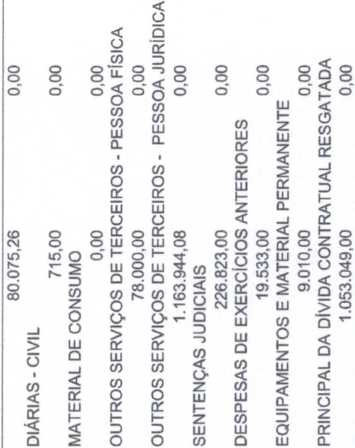 80.075,26 0,00
DIÁRIAS - CIVIL
715,00 0,00
MATERIAL DE CONSUMO
0,00 0,00
OUTROS SERVIÇOS DE TERCEIROS - PESSOA FÍSICA
78.000,00 0,00
OUTROS SERVIÇOS DE TERCEIROS - PESSOA JURÍDICA
1.163.944,08 0,00
SENTENÇAS JUDICIAIS
226.823,00 0,00
DESPESAS DE EXERCÍCIOS ANTERIORES
19.533,00 0,00
EQUIPAMENTOS E MATERIAL PERMANENTE
9.010,00 0,00
PRINCIPAL DA DÍVIDA CONTRATUAL RESGATADA
1.053.049,00 0,00